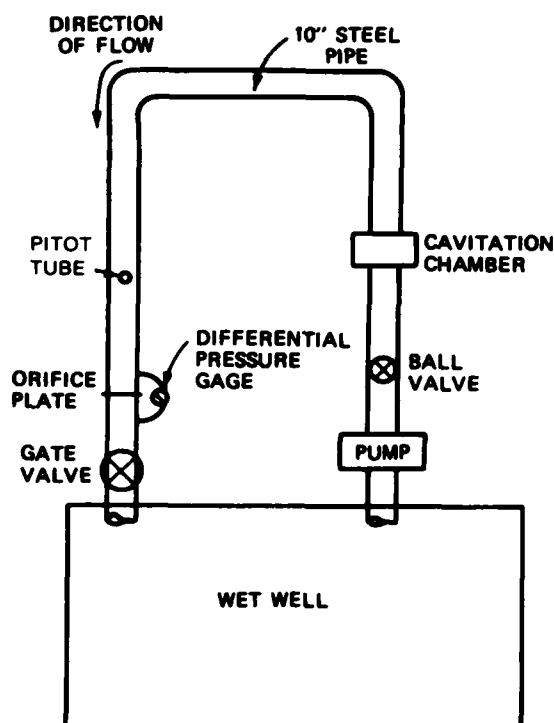 DIRECTION
OF FLOW
10" STEEL
PIPE
PITOT
TUBE
CAVITATION
CHAMBER
DIFFERENTIAL
PRESSURE
GAGE
ORIFICE
PLATE
BALL
VALVE
GATE
VALVE
PUMP
WET WELL